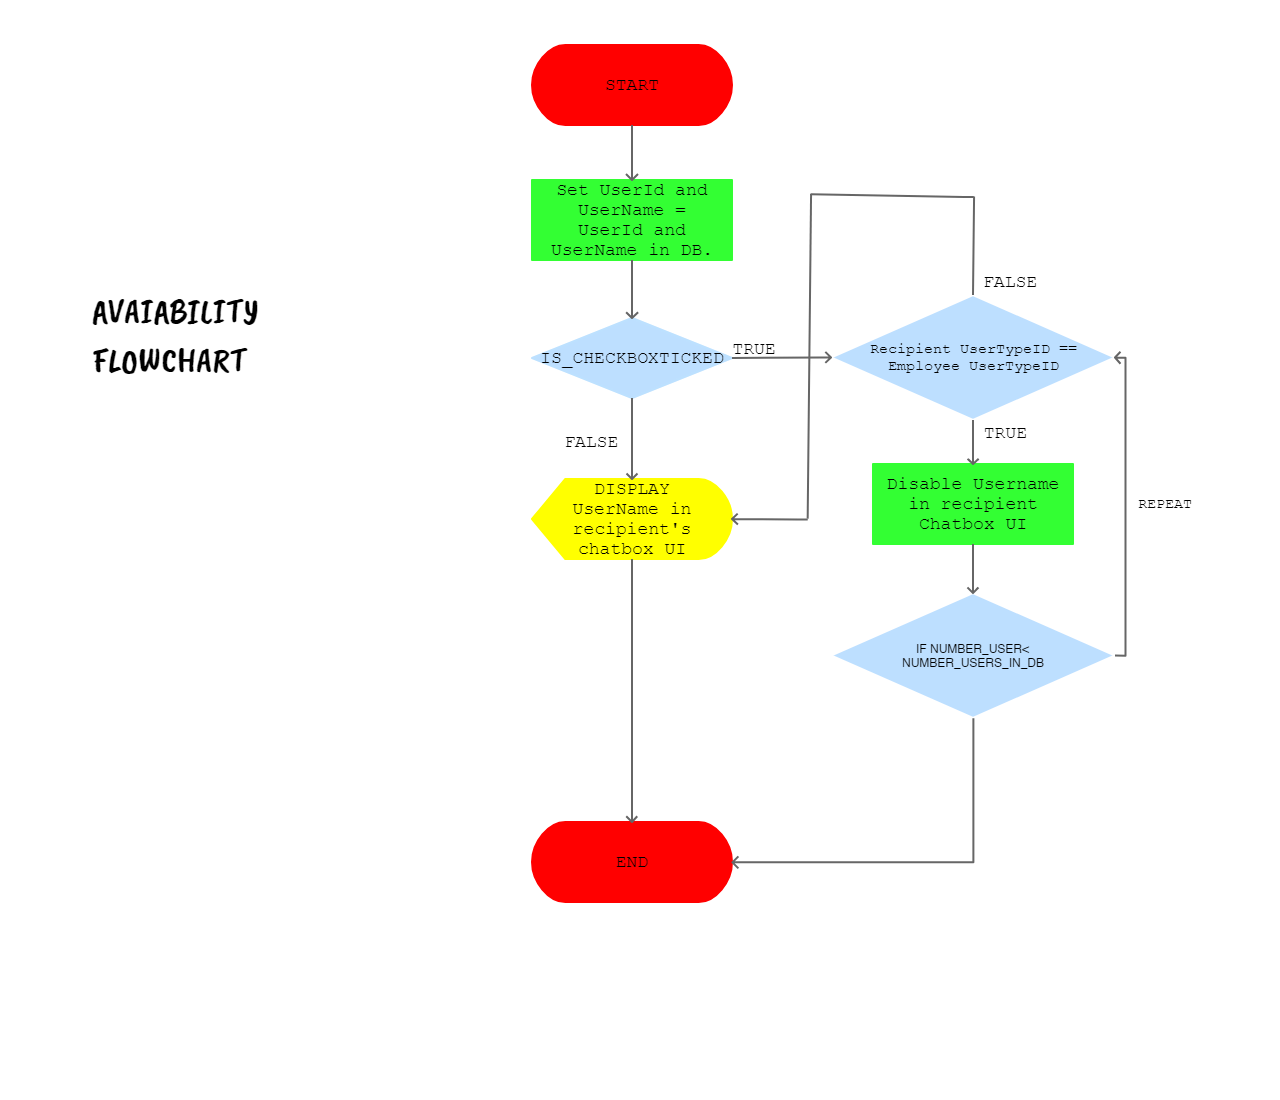 START
Set UserId and
UserName =
UserId and
UserName in DB.
AVAIABILITY
FLOWCHART
IS_CHECKBOXTICKED
TRUE
FALSE
Recipient UserTypeID ==
Employee UserTypeID
FALSE
TRUE
DISPLAY
UserName in
recipient's
chatbox UI
Disable Username
in recipient
Chatbox UI
REPEAT
IF NUMBER_USER<
NUMBER_USERS_IN_DB
END